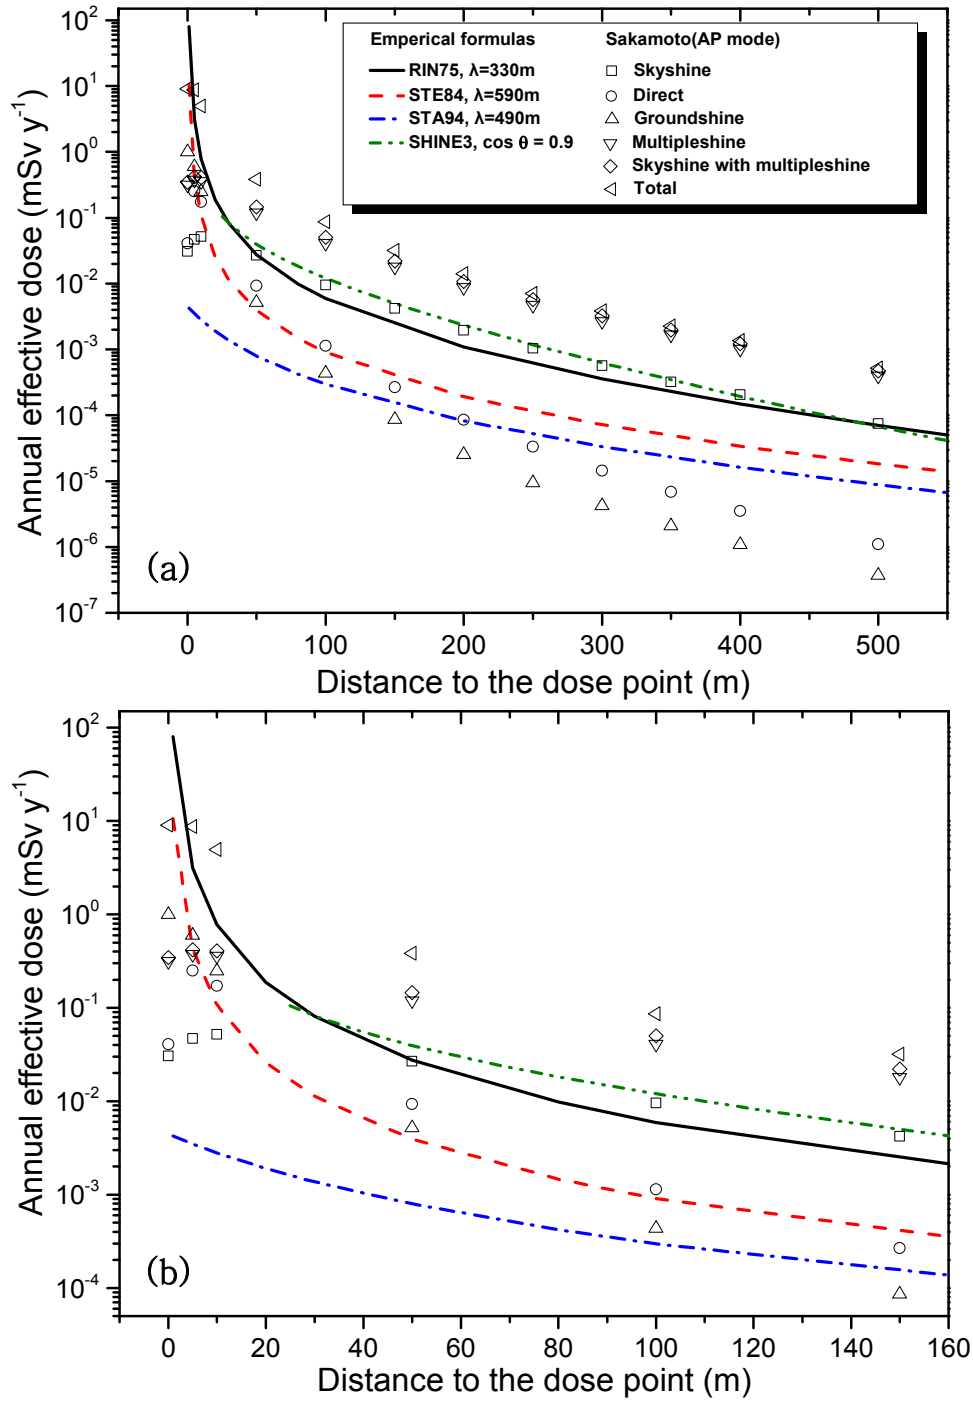 Annual effective dose (mSv y⁻¹)
10²
10¹
10⁰
10⁻¹
10⁻²
10⁻³
10⁻⁴
10⁻⁵
10⁻⁶
10⁻⁷
Emperical formulas
RIN75, λ=330m
STE84, λ=590m
STA94, λ=490m
SHINE3, cos θ = 0.9
Sakamoto(AP mode)
Skyshine
Direct
Groundshine
Multipleshine
Skyshine with multipleshine
Total
(a)
0 100 200 300 400 500
Distance to the dose point (m)
Annual effective dose (mSv y⁻¹)
10²
10¹
10⁰
10⁻¹
10⁻²
10⁻³
10⁻⁴
(b)
0 20 40 60 80 100 120 140 160
Distance to the dose point (m)